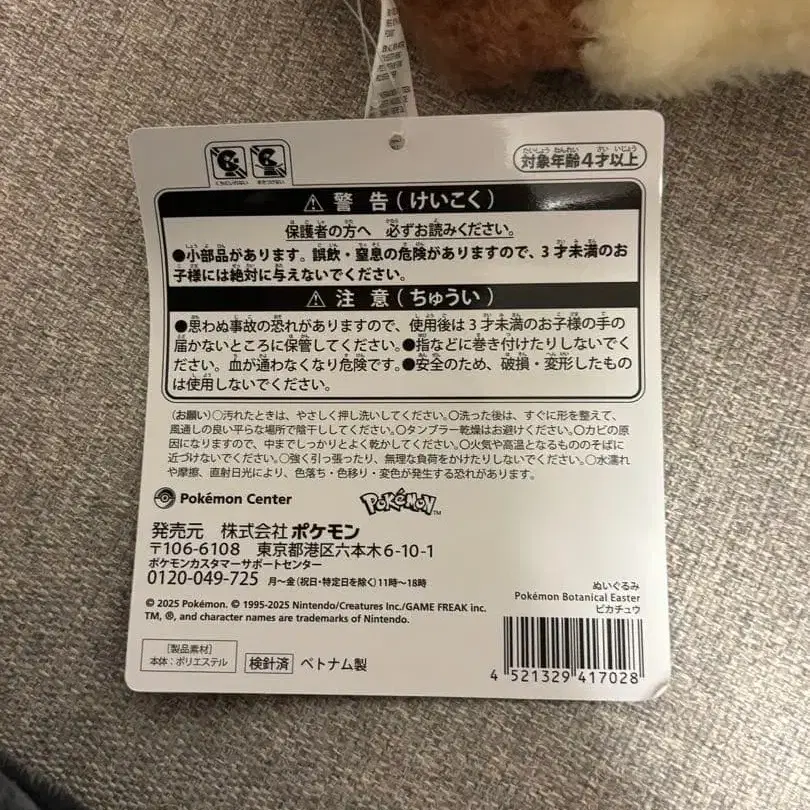 対象年齢4才以上
くちにいれない まきつけない
⚠ 警告(けいこく)
保護者の方へ 必ずお読みください。
●小部品があります。誤飲・窒息の危険がありますので、3才未満のお
子様には絶対に与えないでください。
⚠ 注意(ちゅうい)
●思わぬ事故の恐れがありますので、使用後は3才未満のお子様の手の
届かないところに保管してください。●指などに巻き付けたりしないでく
ださい。血が通わなくなり危険です。●安全のため、破損・変形したもの
は使用しないでください。
(お願い)○汚れたときは、やさしく押し洗いしてください。○洗った後は、すぐに形を整えて、
風通しの良い平らな場所で陰干ししてください。○タンブラー乾燥はお避けください。○カビの原
因になりますので、中までしっかりとよく乾かしてください。○火気や高温となるもののそばに
近づけないでください。○強く引っ張ったり、無理な負荷をかけたりしないでください。○水濡れ
や摩擦、直射日光により、色落ち・色移り・変色が発生する恐れがあります。
Pokémon Center POKÉMON™
発売元 株式会社ポケモン
〒106-6108 東京都港区六本木6-10-1
ポケモンカスタマーサポートセンター
0120-049-725 月〜金(祝日・特定日を除く)11時〜18時
© 2025 Pokémon. © 1995-2025 Nintendo/Creatures Inc./GAME FREAK inc.
TM, ®, and character names are trademarks of Nintendo.
ぬいぐるみ
Pokémon Botanical Easter
ピカチュウ
[製品素材]
本体:ポリエステル
検針済 ベトナム製
4 521329 417028